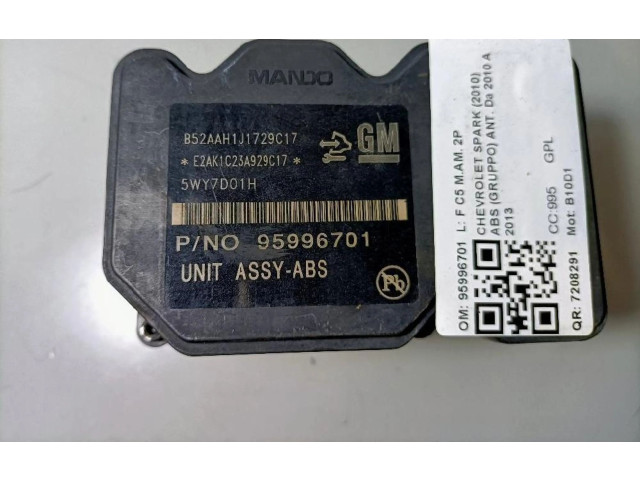 MANDO
B52AAH1J1729C17
* E2AK1C23A929C17 *
5WY7D01H
GM
P/NO 95996701
UNIT ASSY-ABS
Pb
OM: 95996701 L: F C5 M.AM. 2P
CHEVROLET SPARK (2010)
ABS (GRUPPO) ANT. Da 2010 A
2013
CC:995 GPL
Mot: B10D1
QR: 7208291